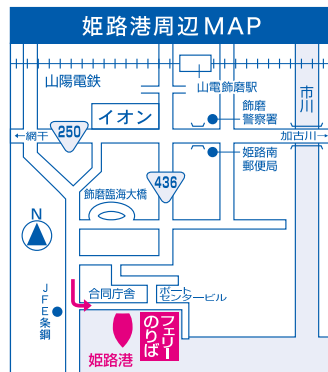 姫路港周辺MAP
山陽電鉄
山電飾磨駅
市川
イオン
飾磨
警察署
←網干
250
加古川→
姫路南
郵便局
436
飾磨臨海大橋
N
JFE条鋼
合同庁舎
ポート
センタービル
フェリー
のりば
姫路港